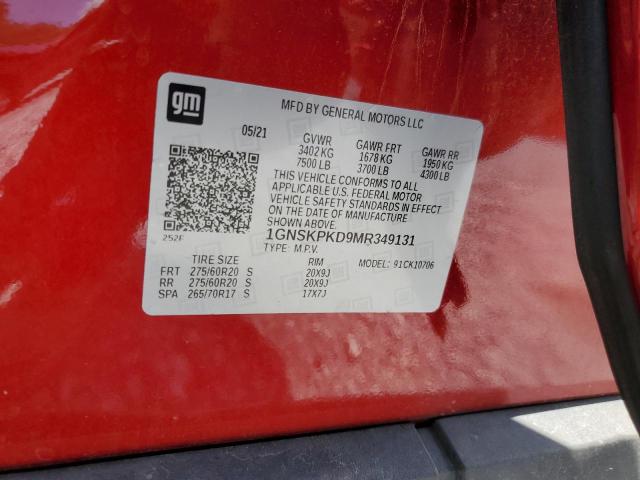 gm
MFD BY GENERAL MOTORS LLC
05/21 GVWR GAWR FRT GAWR RR
3402 KG 1678 KG 1950 KG
7500 LB 3700 LB 4300 LB
THIS VEHICLE CONFORMS TO ALL
APPLICABLE U.S. FEDERAL MOTOR
VEHICLE SAFETY STANDARDS IN EFFECT
ON THE DATE OF MANUFACTURE
SHOWN ABOVE.
252F
1GNSKPKD9MR349131
TYPE: M.P.V. MODEL: 91CK10706
TIRE SIZE RIM
FRT 275/60R20 S 20X9J
RR 275/60R20 S 20X9J
SPA 265/70R17 S 17X7J